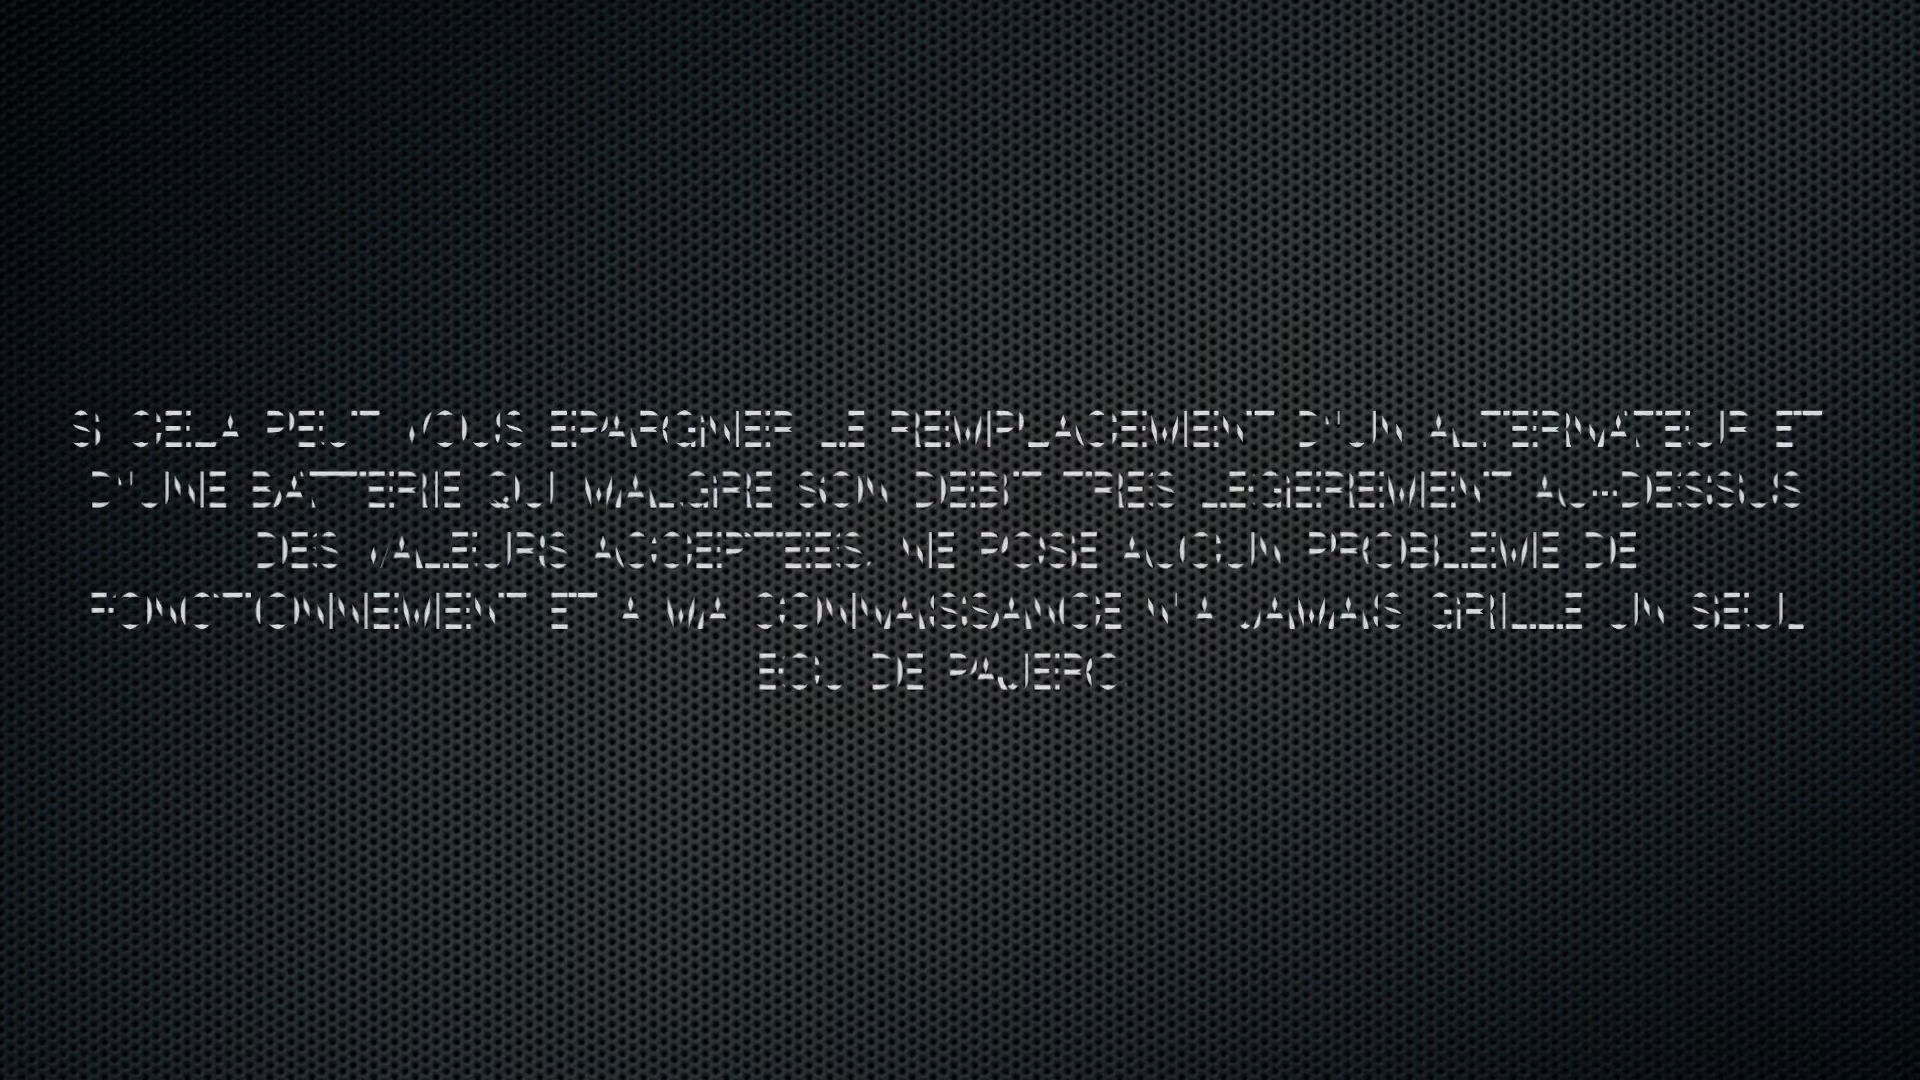 SI CELA PEUT VOUS EPARGNER LE REMPLACEMENT D'UN ALTERNATEUR ET
D'UNE BATTERIE QUI MALGRE SON DEBIT TRES LEGEREMENT AU-DESSUS
DES VALEURS ACCEPTEES, NE POSE AUCUN PROBLEME DE
FONCTIONNEMENT ET A MA CONNAISSANCE N'A JAMAIS GRILLE UN SEUL
ECU DE PAJERO